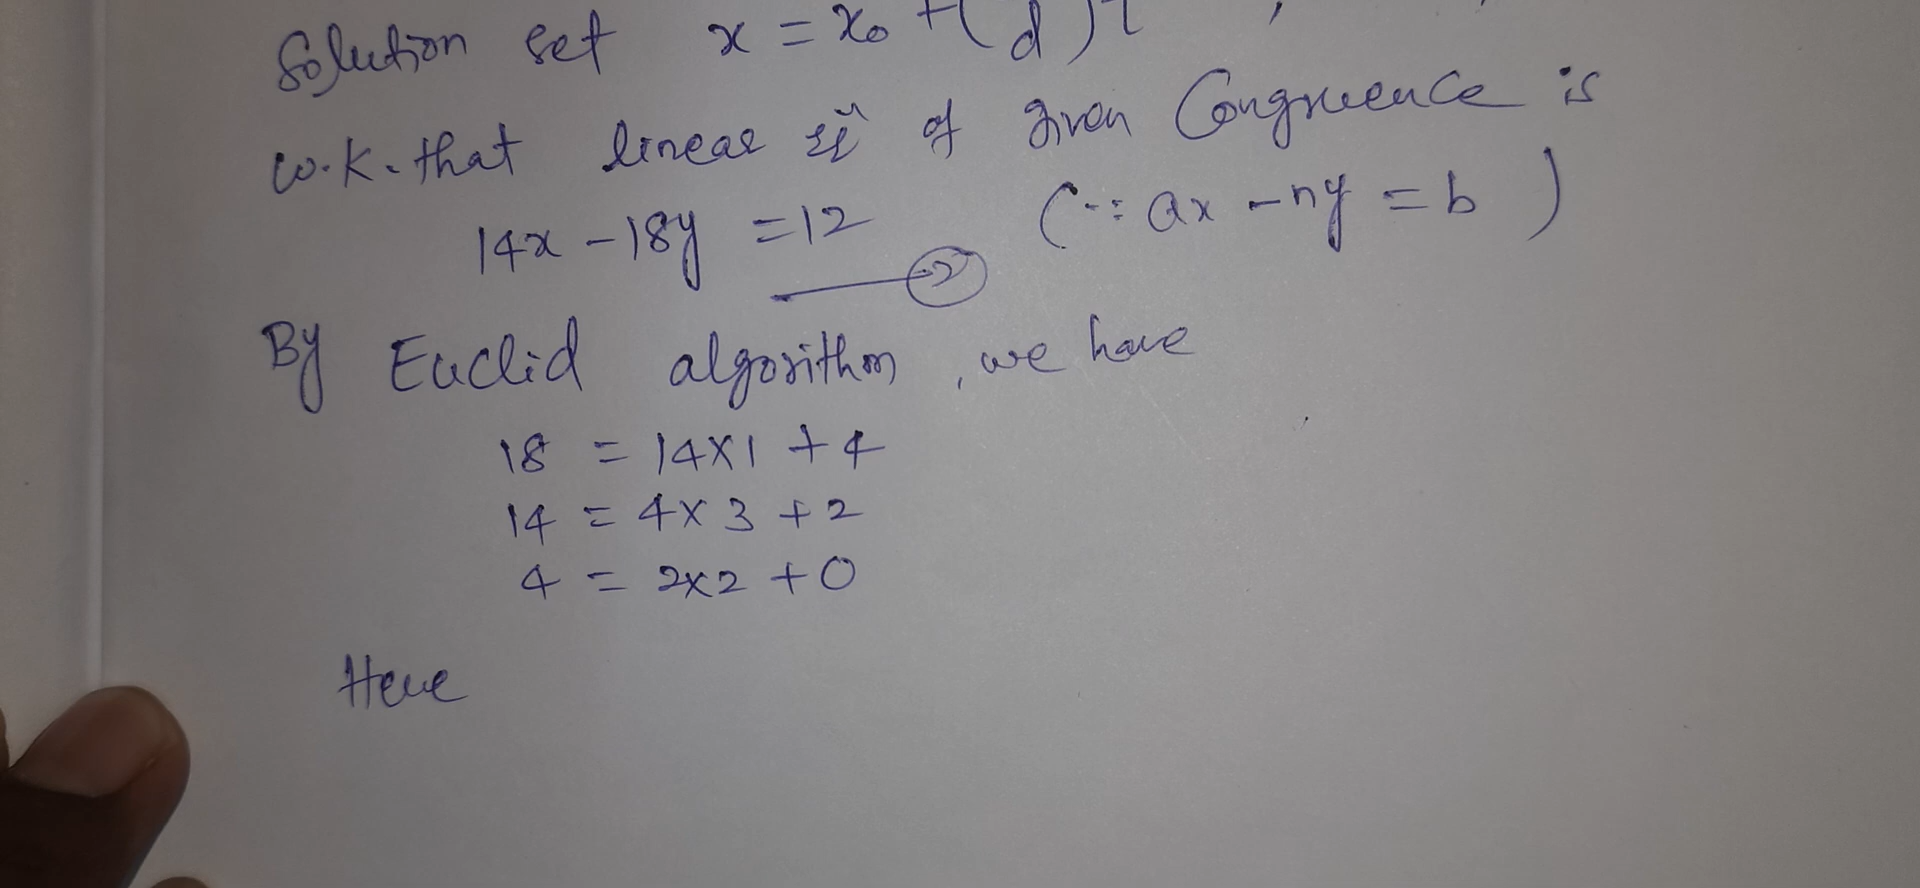 Solution set x = x₀ + ( d ) t
w.k. that linear of given Congruence is
14x - 18y = 12 (∵ ax - ny = b )
2
By Euclid algorithm, we have
18 = 14×1 + 4
14 = 4×3 + 2
4 = 2×2 + 0
Here